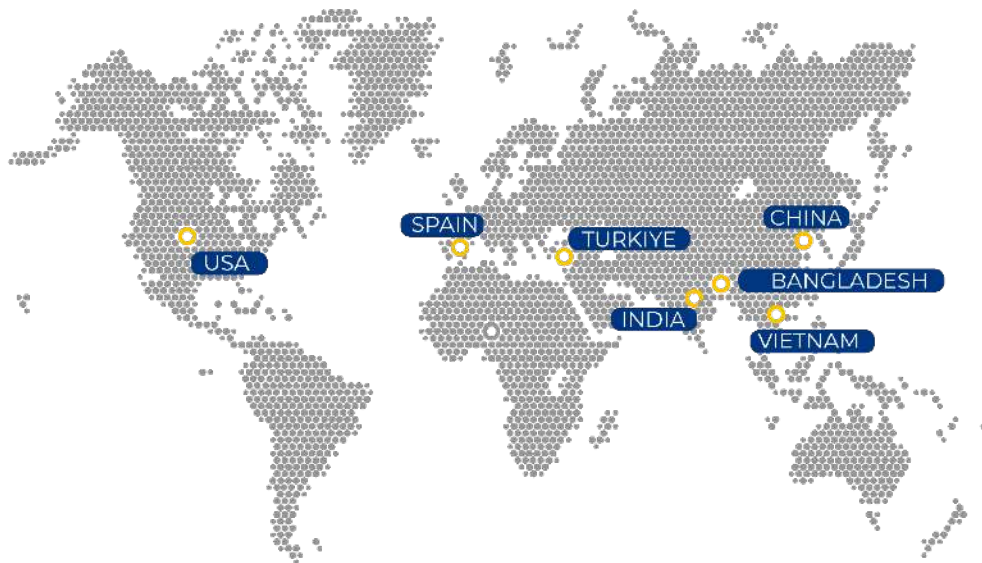 CHINA
SPAIN
TURKIYE
USA
BANGLADESH
INDIA
VIETNAM